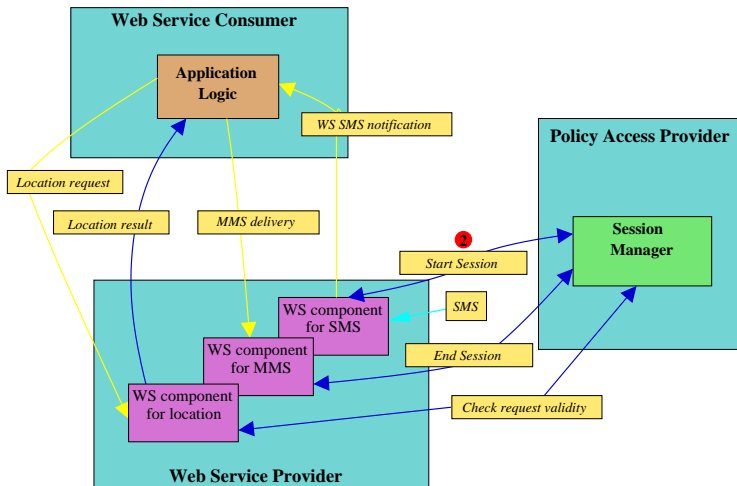 Web Service Consumer
Application
Logic
WS SMS notification
Policy Access Provider
Location request
Location result
MMS delivery
2
Start Session
Session
Manager
WS component
for SMS
SMS
WS component
for MMS
End Session
WS component
for location
Check request validity
Web Service Provider